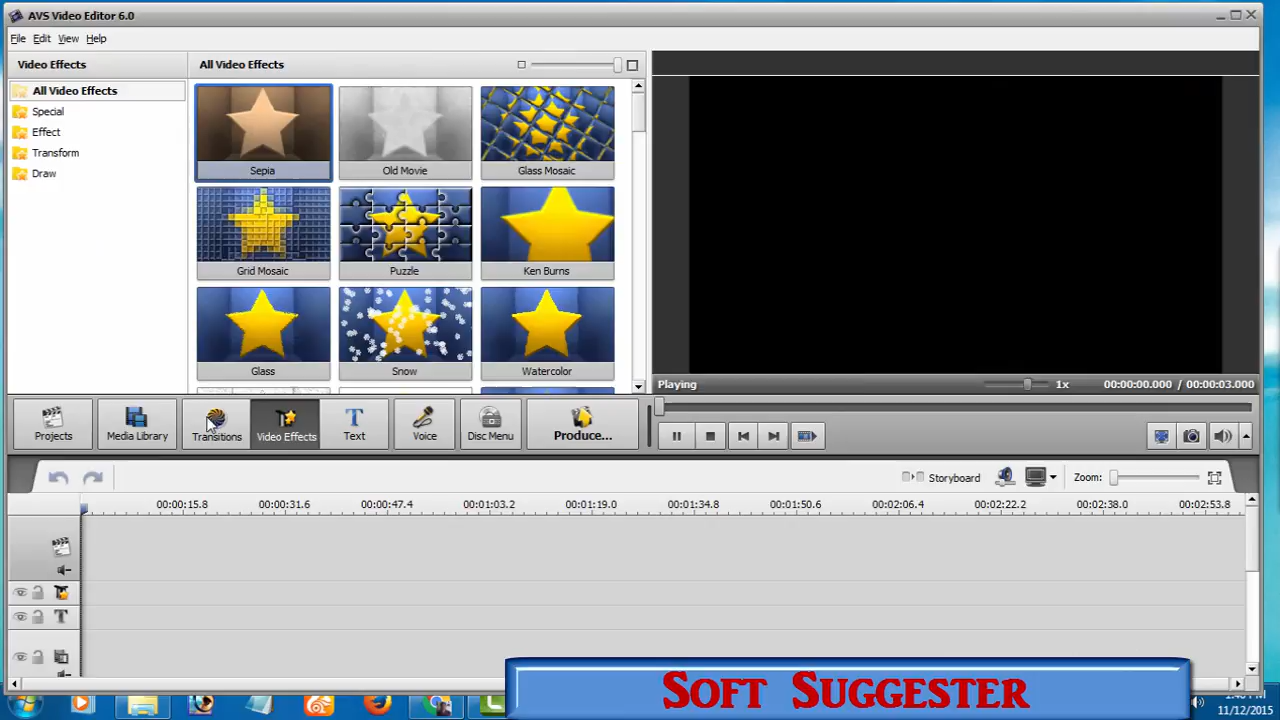 AVS Video Editor 6.0
File Edit View Help
Video Effects
All Video Effects
All Video Effects
Special
Effect
Transform
Draw
Sepia
Old Movie
Glass Mosaic
Grid Mosaic
Puzzle
Ken Burns
Glass
Snow
Watercolor
Playing
1x
00:00:00.000 / 00:00:03.000
Projects
Media Library
Transitions
Video Effects
Text
Voice
Disc Menu
Produce...
Storyboard
Zoom:
00:00:15.8 00:00:31.6 00:00:47.4 00:01:03.2 00:01:19.0 00:01:34.8 00:01:50.6 00:02:06.4 00:02:22.2 00:02:38.0 00:02:53.8
SOFT SUGGESTER
11/12/2015